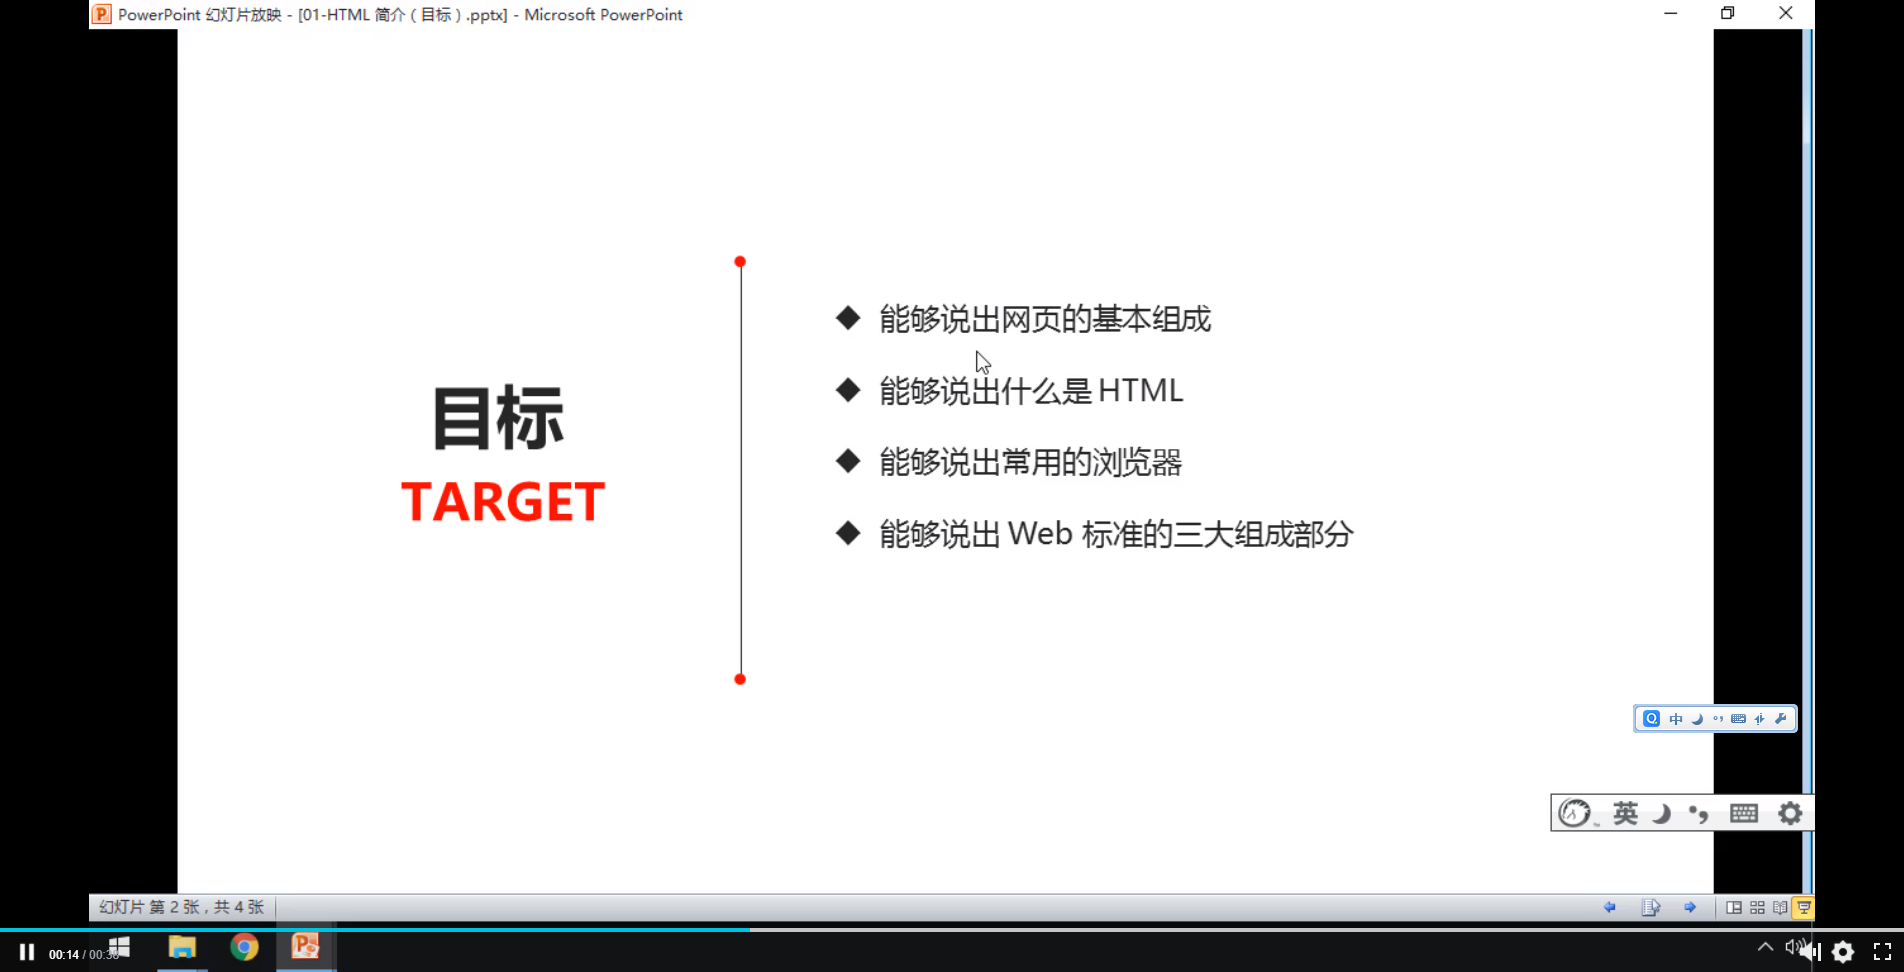 PowerPoint 幻灯片放映 - [01-HTML 简介（目标）.pptx] - Microsoft PowerPoint
目标
TARGET
能够说出网页的基本组成
能够说出什么是 HTML
能够说出常用的浏览器
能够说出 Web 标准的三大组成部分
中
英
幻灯片 第 2 张，共 4 张
00:14 / 00:38